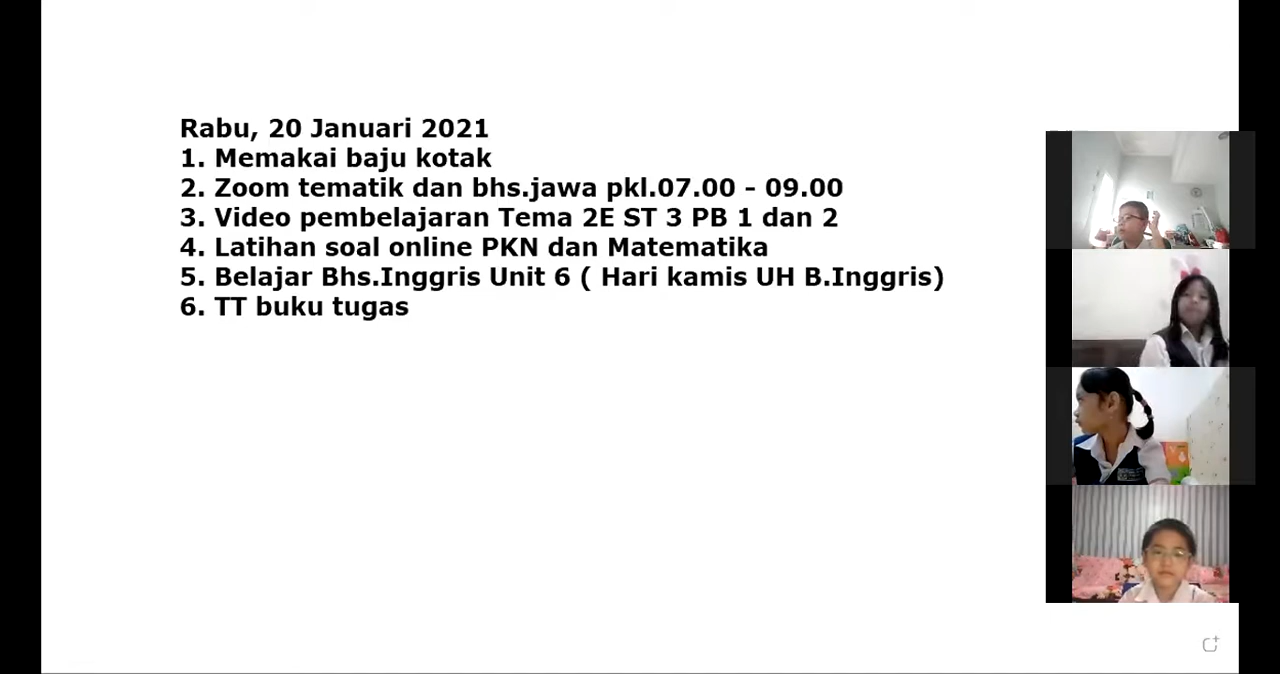 Rabu, 20 Januari 2021
1. Memakai baju kotak
2. Zoom tematik dan bhs.jawa pkl.07.00 - 09.00
3. Video pembelajaran Tema 2E ST 3 PB 1 dan 2
4. Latihan soal online PKN dan Matematika
5. Belajar Bhs.Inggris Unit 6 ( Hari kamis UH B.Inggris)
6. TT buku tugas